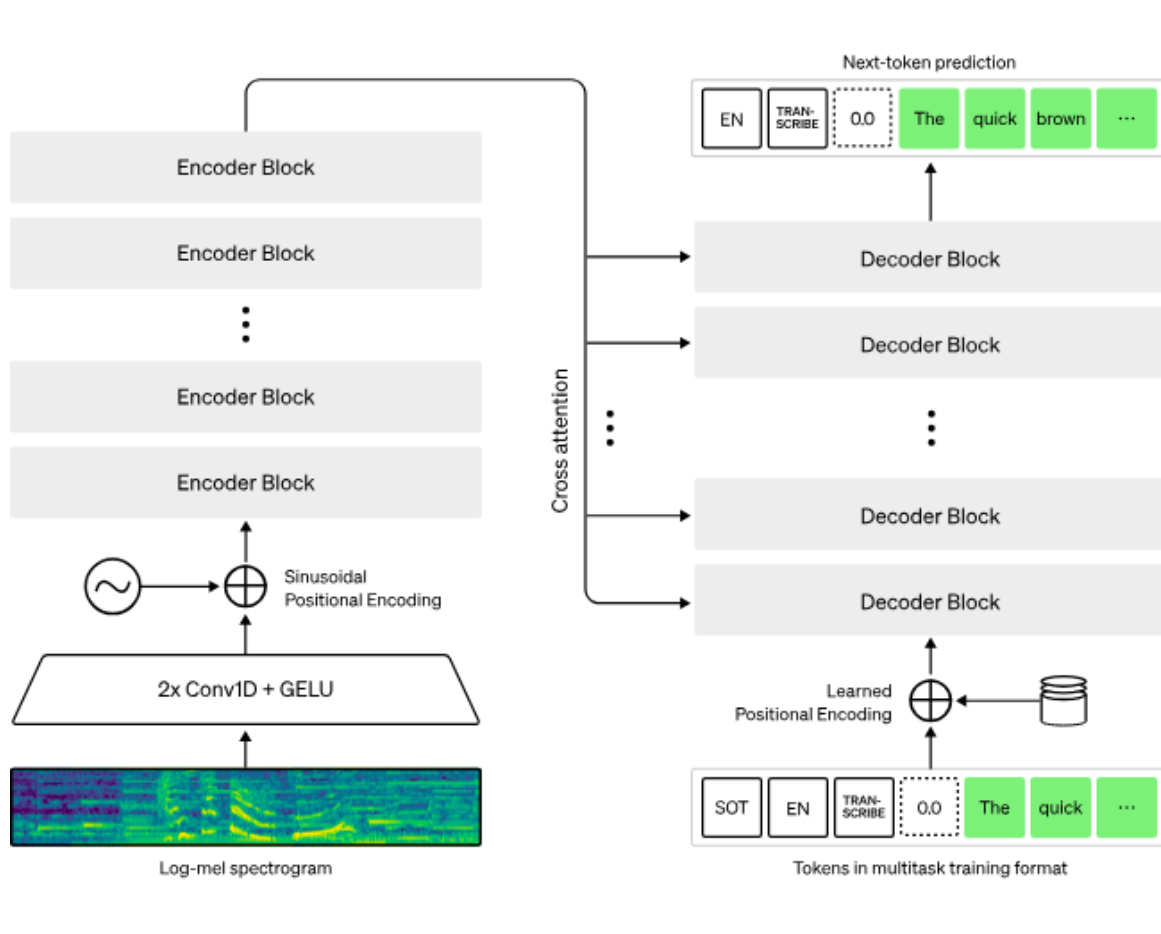 Encoder Block
Encoder Block
Encoder Block
Encoder Block
Sinusoidal
Positional Encoding
2x Conv1D + GELU
Log-mel spectrogram
Cross attention
Next-token prediction
EN TRAN-
SCRIBE 0.0 The quick brown ...
Decoder Block
Decoder Block
Decoder Block
Decoder Block
Learned
Positional Encoding
SOT EN TRAN-
SCRIBE 0.0 The quick ...
Tokens in multitask training format